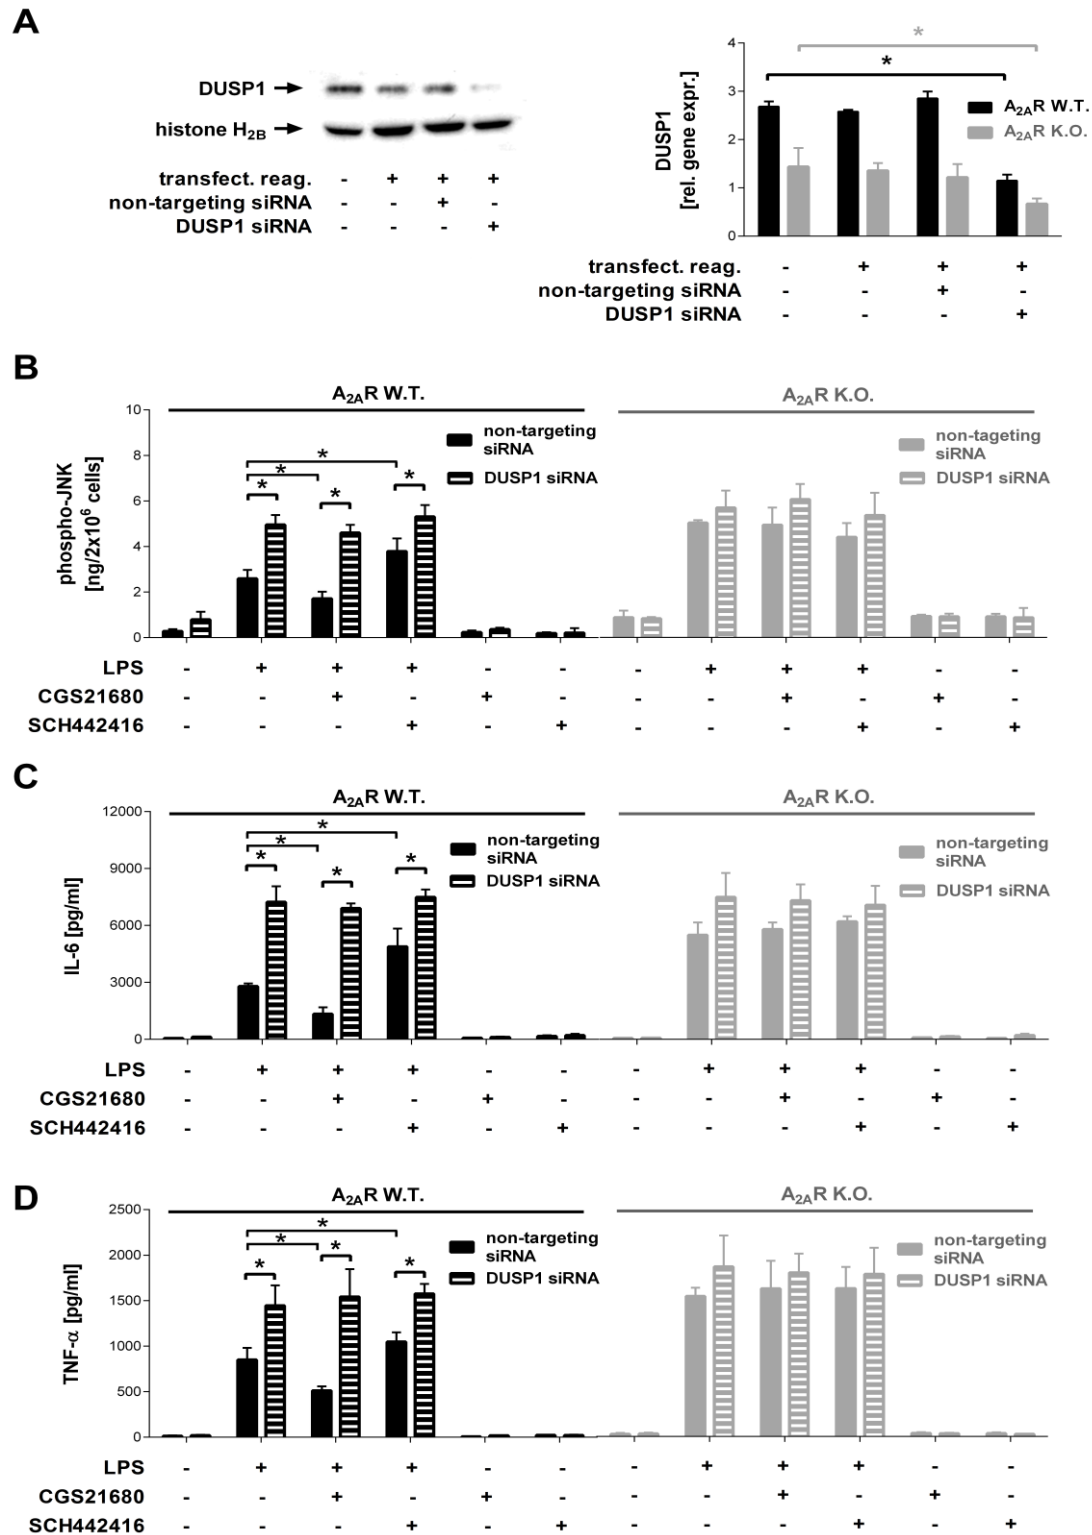 A
DUSP1
histone H2B
transfect. reag. - + + +
non-targeting siRNA - - + -
DUSP1 siRNA - - - +
DUSP1
[rel. gene expr.]
4
3
2
1
0
*
*
A2AR W.T.
A2AR K.O.
transfect. reag. - + + +
non-targeting siRNA - - + -
DUSP1 siRNA - - - +
B
A2AR W.T.
A2AR K.O.
phospho-JNK
[ng/2x10^6 cells]
10
8
6
4
2
0
* * * * *
non-targeting
siRNA
DUSP1 siRNA
non-tageting
siRNA
DUSP1 siRNA
LPS - + + + - - - + + + - -
CGS21680 - - + - + - - - + - + -
SCH442416 - - - + - + - - - + - +
C
A2AR W.T.
A2AR K.O.
IL-6 [pg/ml]
12000
9000
6000
3000
0
* * * * *
non-targeting
siRNA
DUSP1 siRNA
non-targeting
siRNA
DUSP1 siRNA
LPS - + + + - - - + + + - -
CGS21680 - - + - + - - - + - + -
SCH442416 - - - + - + - - - + - +
D
A2AR W.T.
A2AR K.O.
TNF-α [pg/ml]
2500
2000
1500
1000
500
0
* * * * *
non-targeting
siRNA
DUSP1 siRNA
non-targeting
siRNA
DUSP1 siRNA
LPS - + + + - - - + + + - -
CGS21680 - - + - + - - - + - + -
SCH442416 - - - + - + - - - + - +